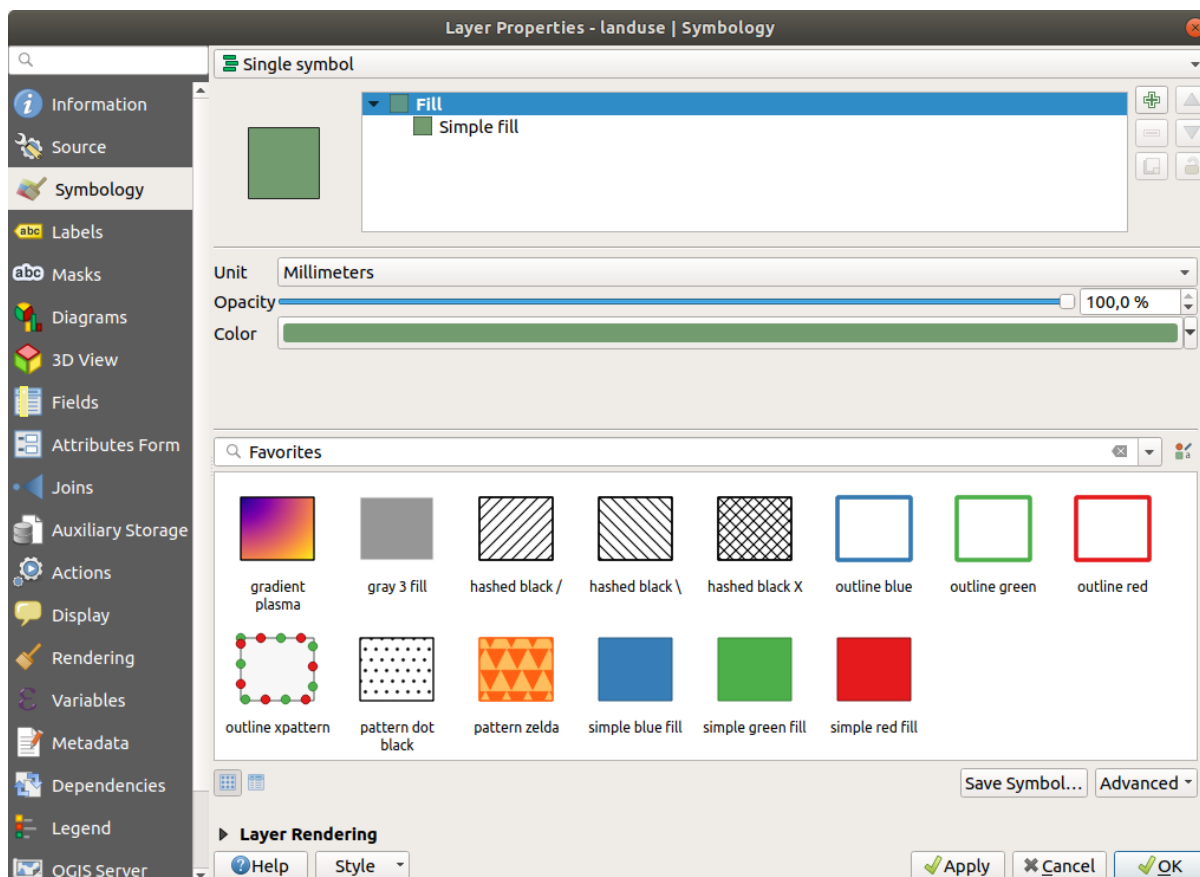 Layer Properties - landuse | Symbology
Single symbol
Information
Source
Symbology
Labels
Masks
Diagrams
3D View
Fields
Attributes Form
Joins
Auxiliary Storage
Actions
Display
Rendering
Variables
Metadata
Dependencies
Legend
QGIS Server
Fill
Simple fill
Unit Millimeters
Opacity 100,0 %
Color
Favorites
gradient plasma
gray 3 fill
hashed black /
hashed black \
hashed black X
outline blue
outline green
outline red
outline xpattern
pattern dot black
pattern zelda
simple blue fill
simple green fill
simple red fill
Save Symbol... Advanced
Layer Rendering
Help Style Apply Cancel OK